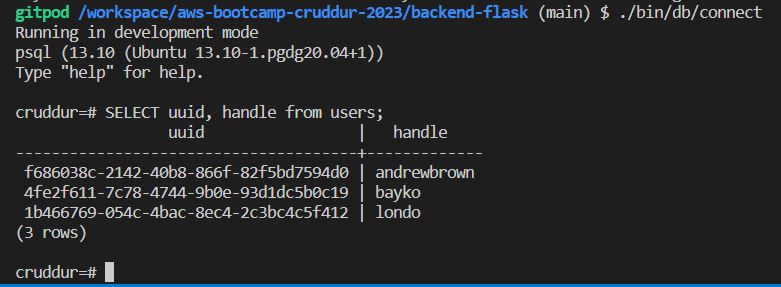 gitpod /workspace/aws-bootcamp-cruddur-2023/backend-flask (main) $ ./bin/db/connect
Running in development mode
psql (13.10 (Ubuntu 13.10-1.pgdg20.04+1))
Type "help" for help.

cruddur=# SELECT uuid, handle from users;
                 uuid                 |   handle
--------------------------------------+-------------
 f686038c-2142-40b8-866f-82f5bd7594d0 | andrewbrown
 4fe2f611-7c78-4744-9b0e-93d1dc5b0c19 | bayko
 1b466769-054c-4bac-8ec4-2c3bc4c5f412 | londo
(3 rows)

cruddur=#